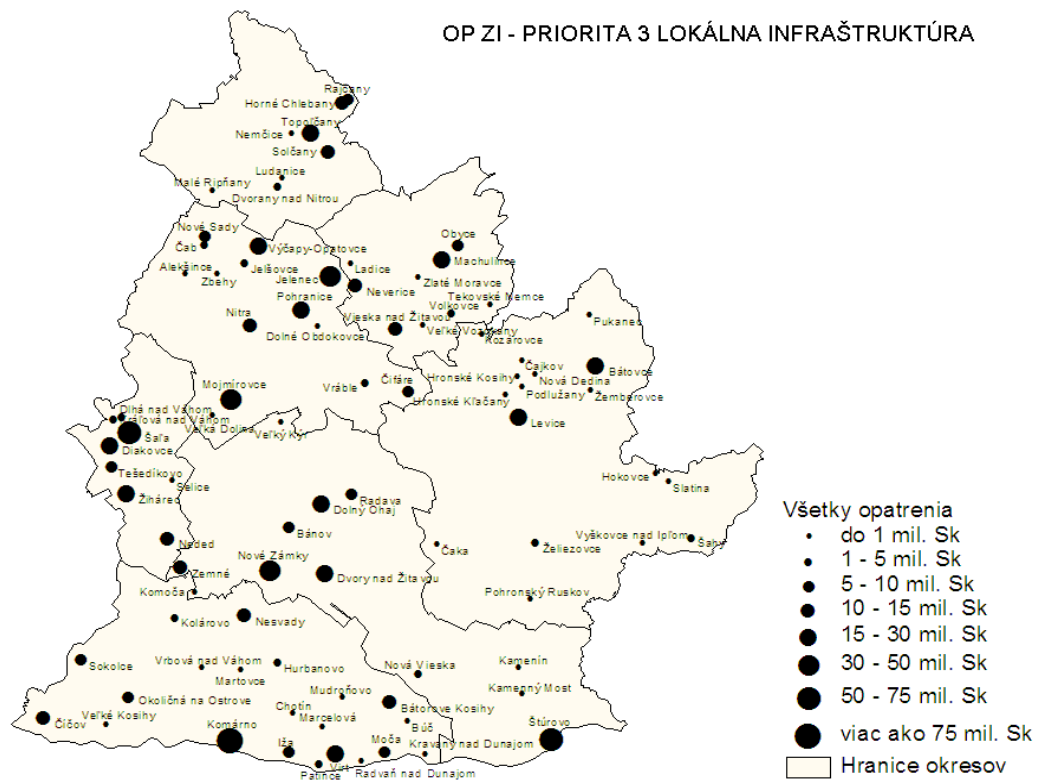 OP ZI - PRIORITA 3 LOKÁLNA INFRAŠTRUKTÚRA
Rajčany
Horné Chlebany
Topoľčany
Nemčice
Solčany
Ludanice
Malé Ripňany
Dvorany nad Nitrou
Nové Sady
Čab
Výčapy-Opatovce
Obyce
Machulince
Alekšince
Zbehy
Jelšovce
Jelenec
Ladice
Neverice
Zlaté Moravce
Tekovské Nemce
Volkovce
Pohranice
Nitra
Dolné Obdokovce
Vieska nad Žitavou
Veľké Vozokany
Kozárovce
Pukanec
Čajkov
Bátovce
Hronské Kosihy
Nová Dedina
Podlužany
Žemberovce
Hronské Kľačany
Levice
Mojmírovce
Vráble
Čifáre
Dlhá nad Váhom
Kráľová nad Váhom
Veľká Dolina
Veľký Kýr
Šaľa
Diakovce
Tešedíkovo
Selice
Žihárec
Hokovce
Slatina
Radava
Dolný Ohaj
Bánov
Neded
Čaka
Želiezovce
Vyškovce nad Ipľom
Šahy
Nové Zámky
Dvory nad Žitavou
Zemné
Komoča
Pohronský Ruskov
Kolárovo
Nesvady
Sokolce
Vrbová nad Váhom
Martovce
Hurbanovo
Nová Vieska
Kamenín
Kamenný Most
Okoličná na Ostrove
Mudroňovo
Bátorove Kosihy
Číčov
Veľké Kosihy
Chotín
Marcelová
Búč
Štúrovo
Komárno
Iža
Virt
Moča
Kravany nad Dunajom
Patince
Radvaň nad Dunajom
Všetky opatrenia
do 1 mil. Sk
1 - 5 mil. Sk
5 - 10 mil. Sk
10 - 15 mil. Sk
15 - 30 mil. Sk
30 - 50 mil. Sk
50 - 75 mil. Sk
viac ako 75 mil. Sk
Hranice okresov